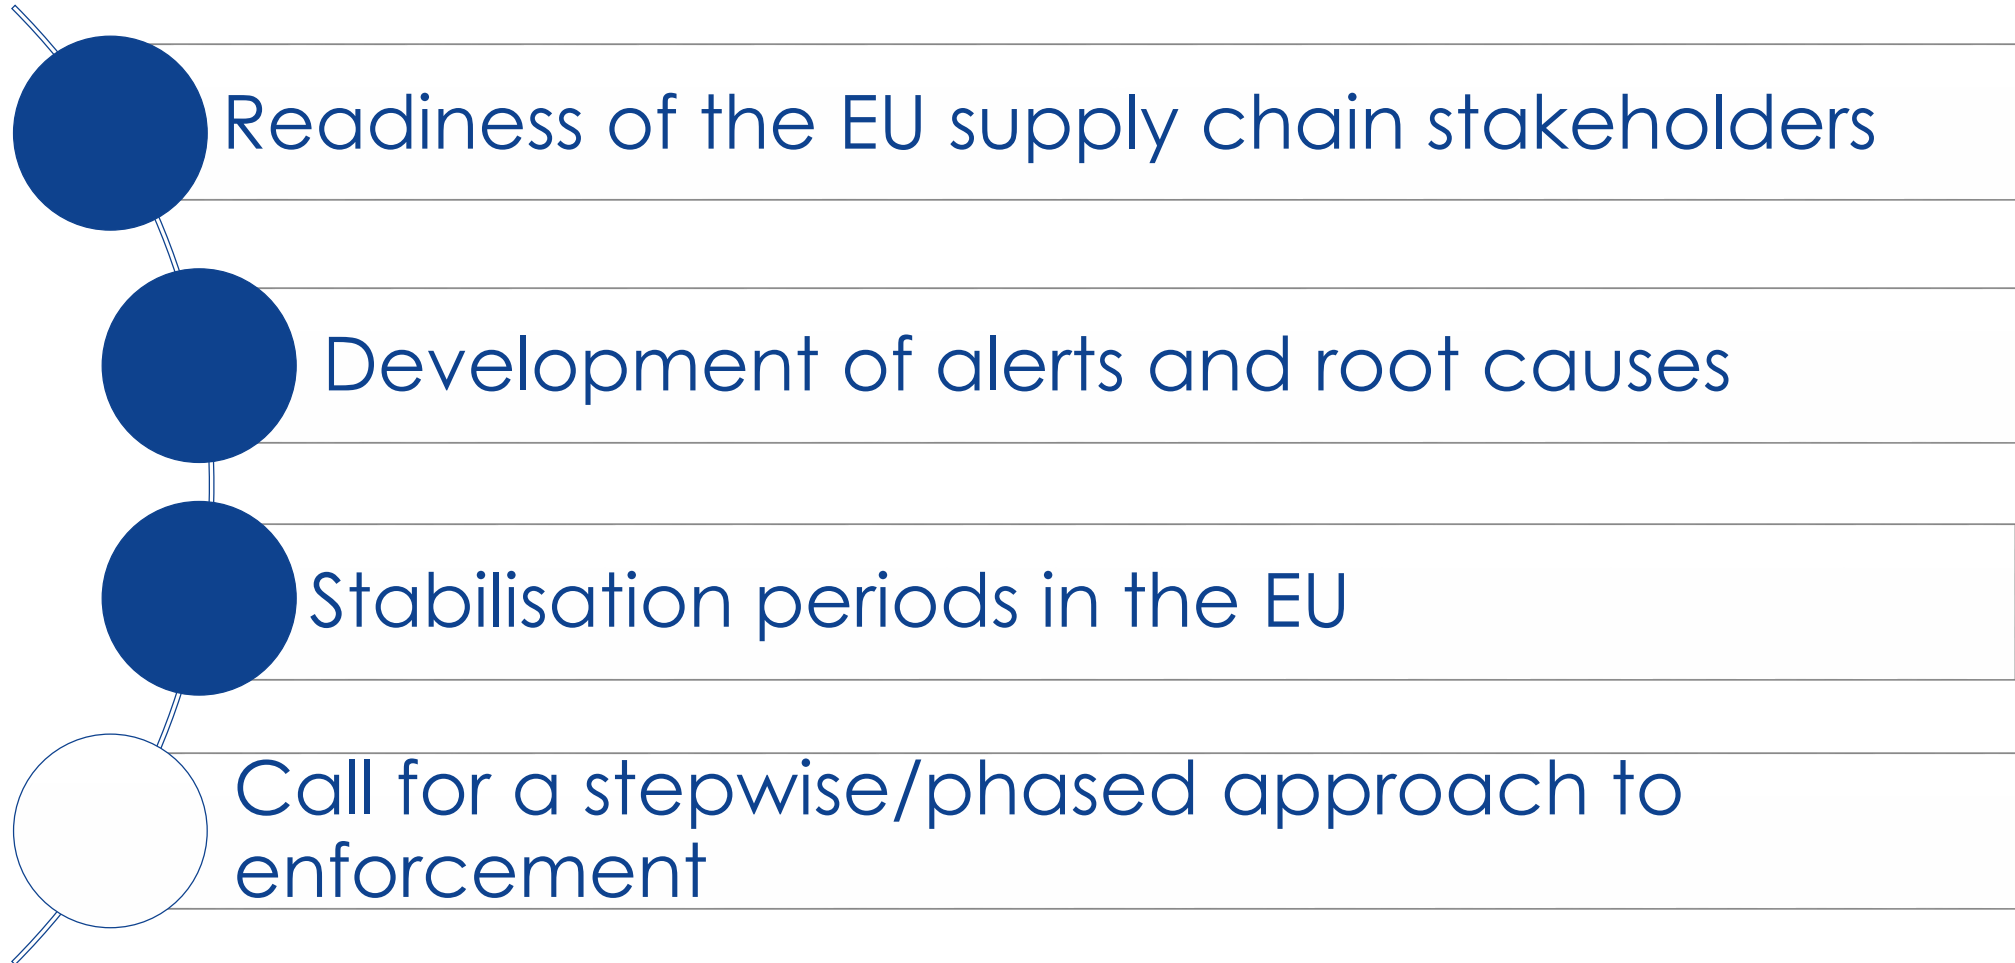 Readiness of the EU supply chain stakeholders
Development of alerts and root causes
Stabilisation periods in the EU
Call for a stepwise/phased approach to
enforcement